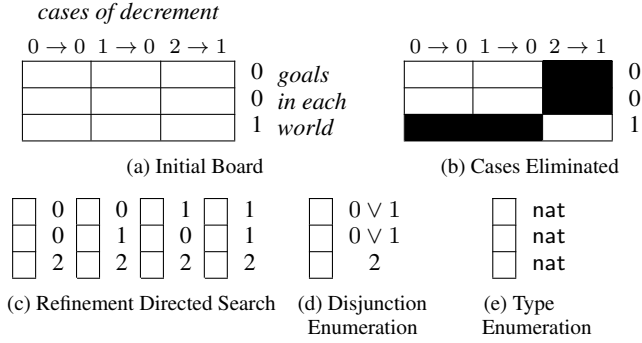 cases of decrement
0 → 0 1 → 0 2 → 1
0 goals
0 in each
1 world
(a) Initial Board
0 → 0 1 → 0 2 → 1
0
0
1
(b) Cases Eliminated
0 0 1 1
0 1 0 1
2 2 2 2
(c) Refinement Directed Search
0 ∨ 1
0 ∨ 1
2
(d) Disjunction
Enumeration
nat
nat
nat
(e) Type
Enumeration